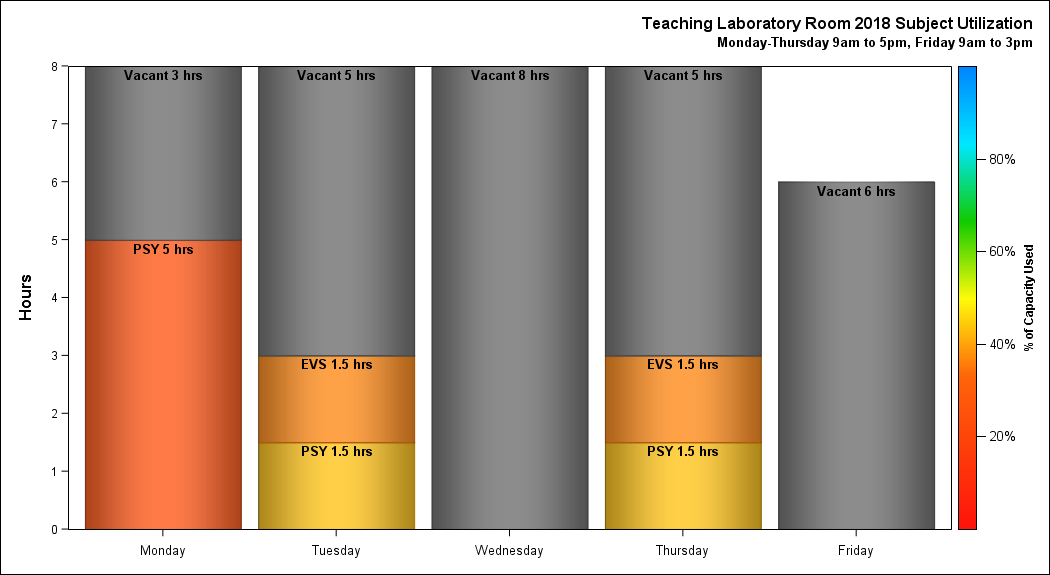 Teaching Laboratory Room 2018 Subject Utilization
Monday-Thursday 9am to 5pm, Friday 9am to 3pm
Hours
8
7
6
5
4
3
2
1
0
Vacant 3 hrs
PSY 5 hrs
Vacant 5 hrs
EVS 1.5 hrs
PSY 1.5 hrs
Vacant 8 hrs
Vacant 5 hrs
EVS 1.5 hrs
PSY 1.5 hrs
Vacant 6 hrs
Monday
Tuesday
Wednesday
Thursday
Friday
80%
60%
40%
20%
% of Capacity Used